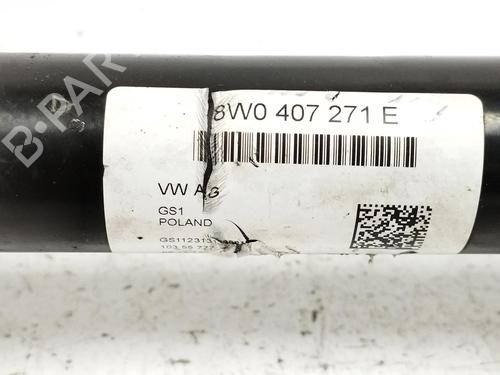 B-PAR
8W0 407 271 E
VW AG
GS1
POLAND